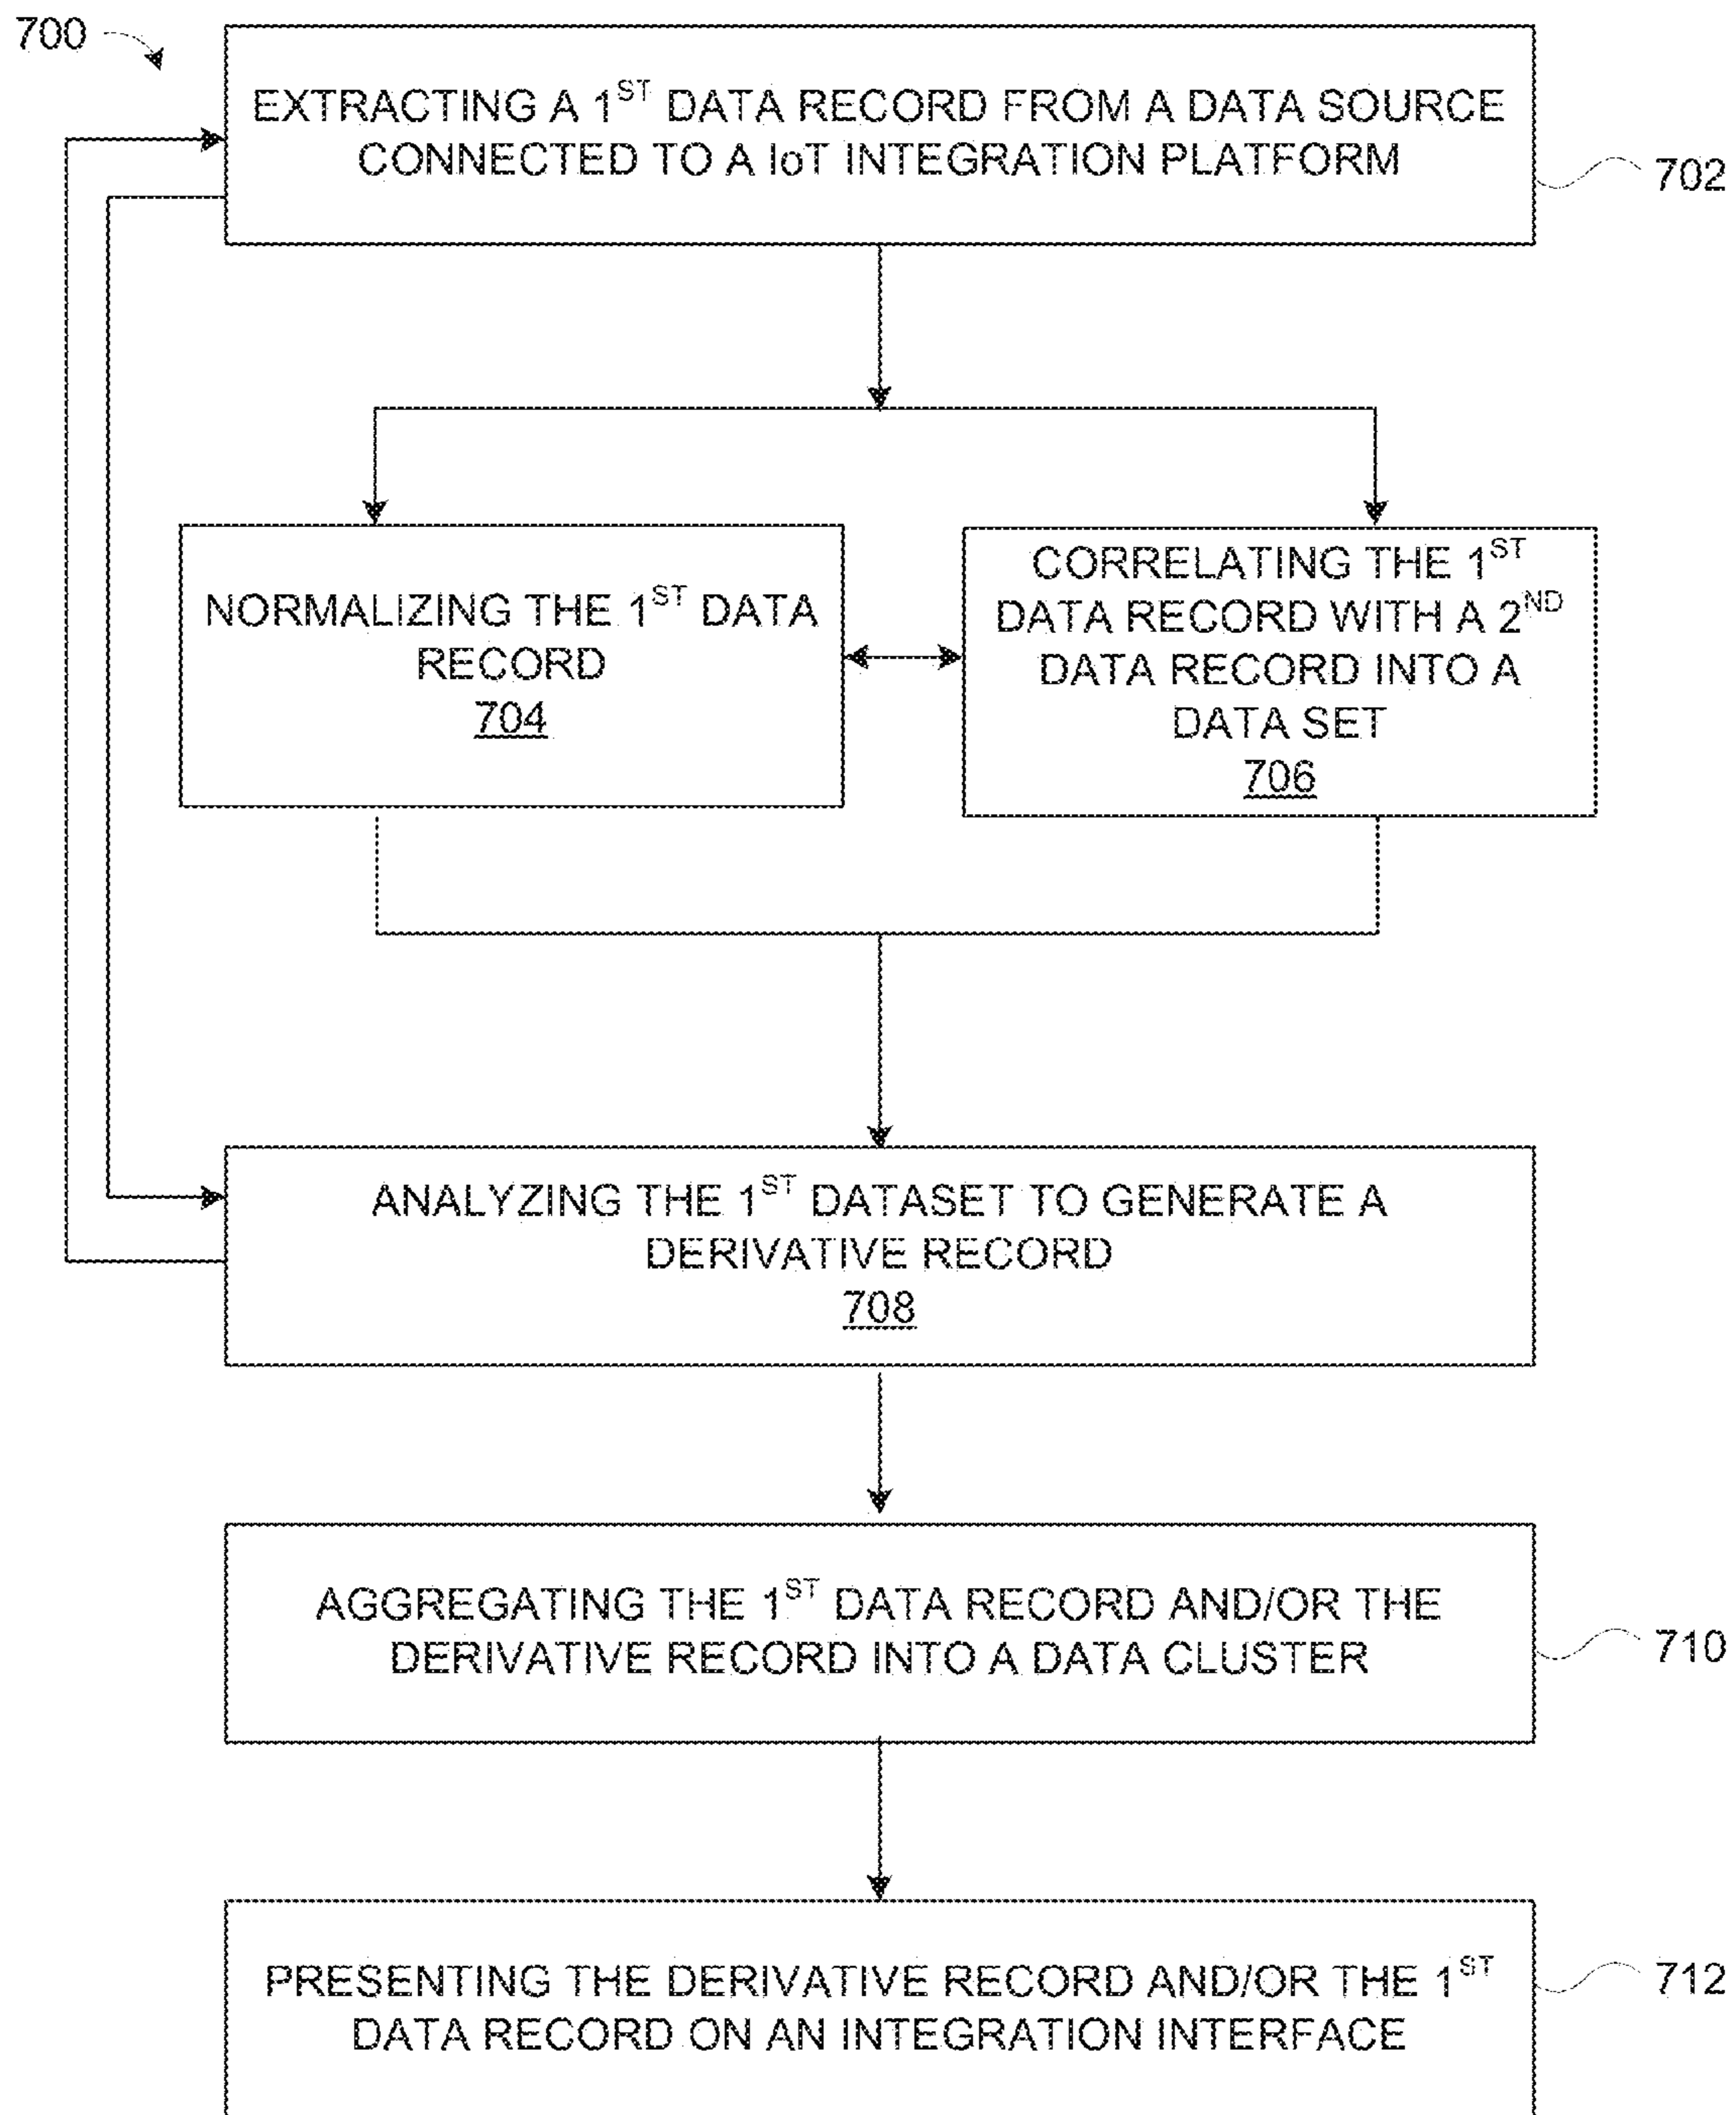 700
EXTRACTING A 1ST DATA RECORD FROM A DATA SOURCE
CONNECTED TO A IoT INTEGRATION PLATFORM
702
NORMALIZING THE 1ST DATA
RECORD
704
CORRELATING THE 1ST
DATA RECORD WITH A 2ND
DATA RECORD INTO A
DATA SET
706
ANALYZING THE 1ST DATASET TO GENERATE A
DERIVATIVE RECORD
708
AGGREGATING THE 1ST DATA RECORD AND/OR THE
DERIVATIVE RECORD INTO A DATA CLUSTER
710
PRESENTING THE DERIVATIVE RECORD AND/OR THE 1ST
DATA RECORD ON AN INTEGRATION INTERFACE
712